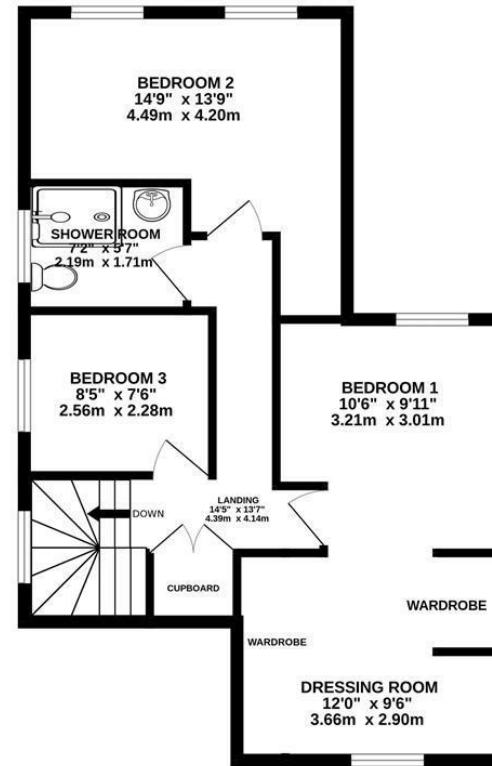 BEDROOM 2
14'9" x 13'9"
4.49m x 4.20m
SHOWER ROOM
7'2" x 5'7"
2.19m x 1.71m
BEDROOM 3
8'5" x 7'6"
2.56m x 2.28m
BEDROOM 1
10'6" x 9'11"
3.21m x 3.01m
LANDING
14'5" x 13'7"
4.39m x 4.14m
DOWN
CUPBOARD
WARDROBE
WARDROBE
DRESSING ROOM
12'0" x 9'6"
3.66m x 2.90m